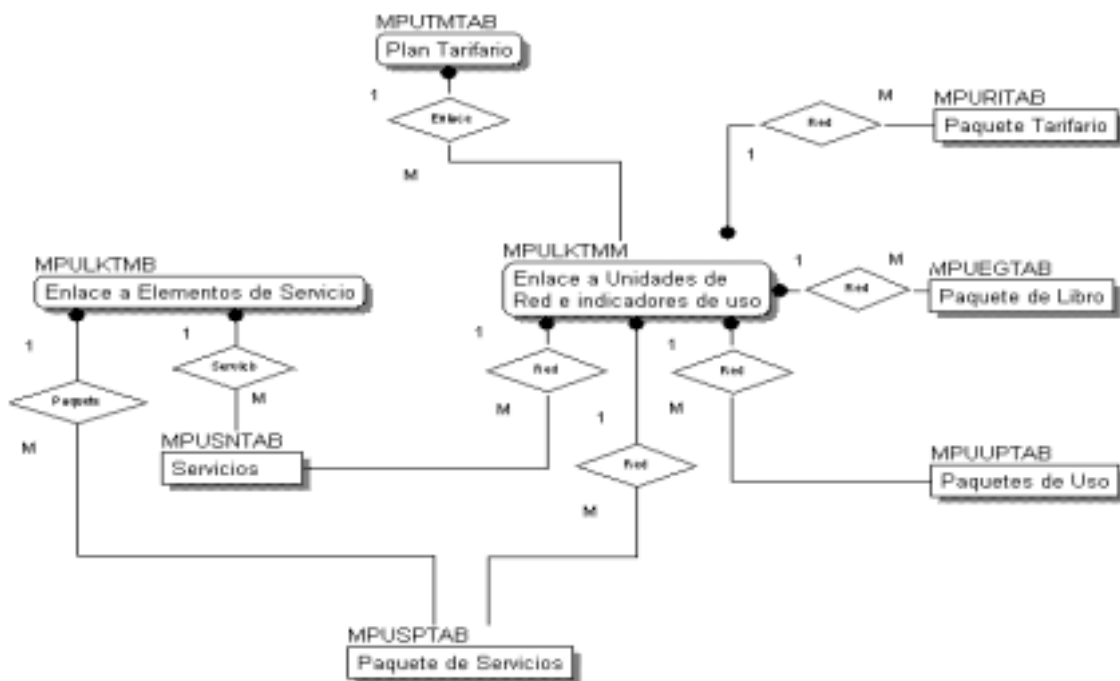 MPUTMTAB
Plan Tarifario
1
Enlace
M
M
MPURITAB
Red
Paquete Tarifario
1
MPULKTMM
Enlace a Unidades de
Red e indicadores de uso
MPULKTMB
Enlace a Elementos de Servicio
1
M
MPUEGTAB
Red
Paquete de Libro
1
1
1
1
Servicio
Red
Red
Paquete
M
M
M
1
M
MPUSNTAB
Servicios
Red
MPUUPTAB
Paquetes de Uso
M
MPUSPTAB
Paquete de Servicios